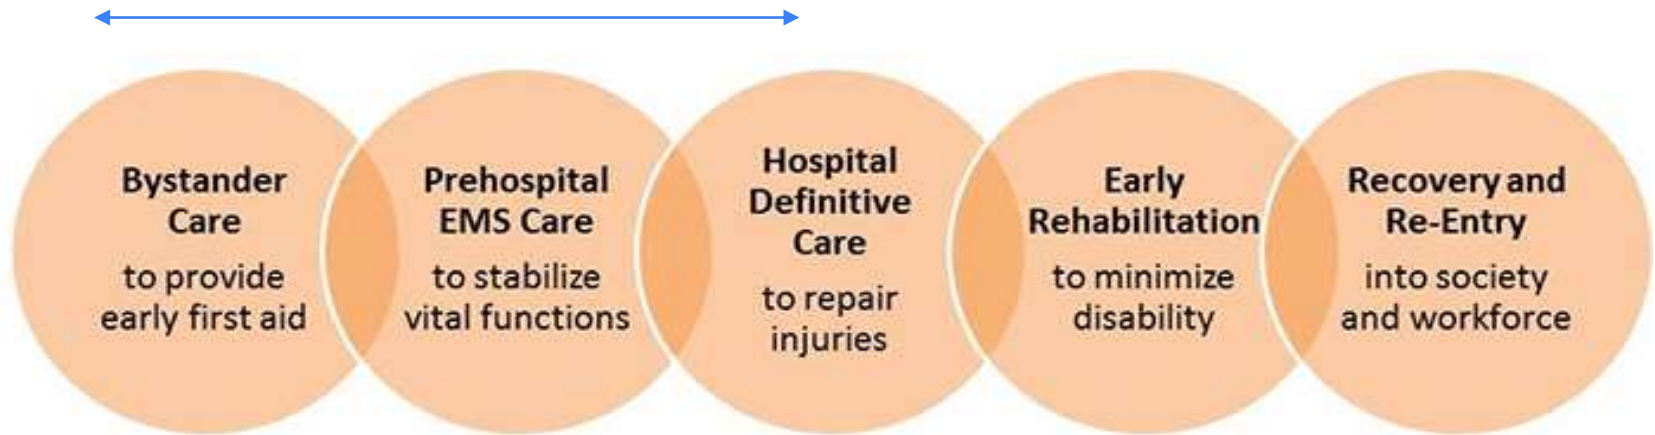 Bystander
Care
to provide
early first aid
Prehospital
EMS Care
to stabilize
vital functions
Hospital
Definitive
Care
to repair
injuries
Early
Rehabilitation
to minimize
disability
Recovery and
Re-Entry
into society
and workforce